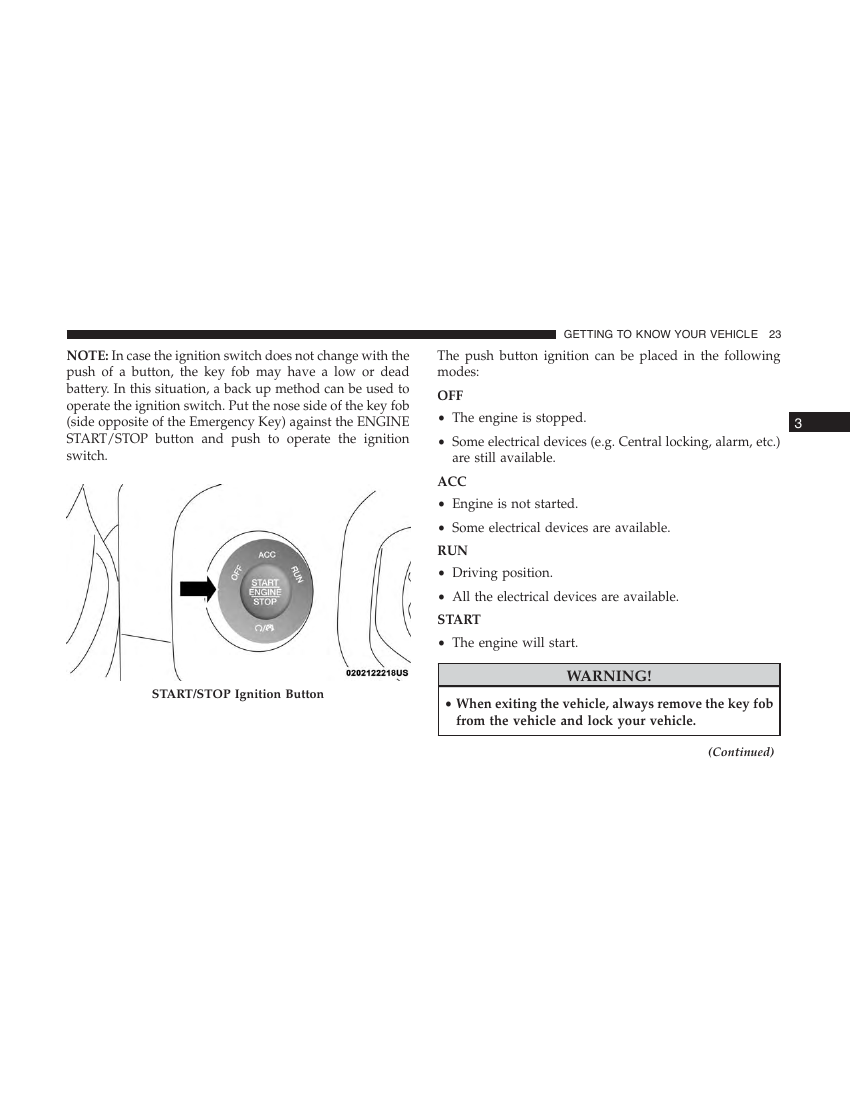 GETTING TO KNOW YOUR VEHICLE 23
NOTE: In case the ignition switch does not change with the
push of a button, the key fob may have a low or dead
battery. In this situation, a back up method can be used to
operate the ignition switch. Put the nose side of the key fob
(side opposite of the Emergency Key) against the ENGINE
START/STOP button and push to operate the ignition
switch.
ACC
OFF
RUN
START
ENGINE
STOP
0202122218US
START/STOP Ignition Button
The push button ignition can be placed in the following
modes:
OFF
• The engine is stopped.
• Some electrical devices (e.g. Central locking, alarm, etc.)
are still available.
ACC
• Engine is not started.
• Some electrical devices are available.
RUN
• Driving position.
• All the electrical devices are available.
START
• The engine will start.
WARNING!
• When exiting the vehicle, always remove the key fob
from the vehicle and lock your vehicle.
(Continued)
3